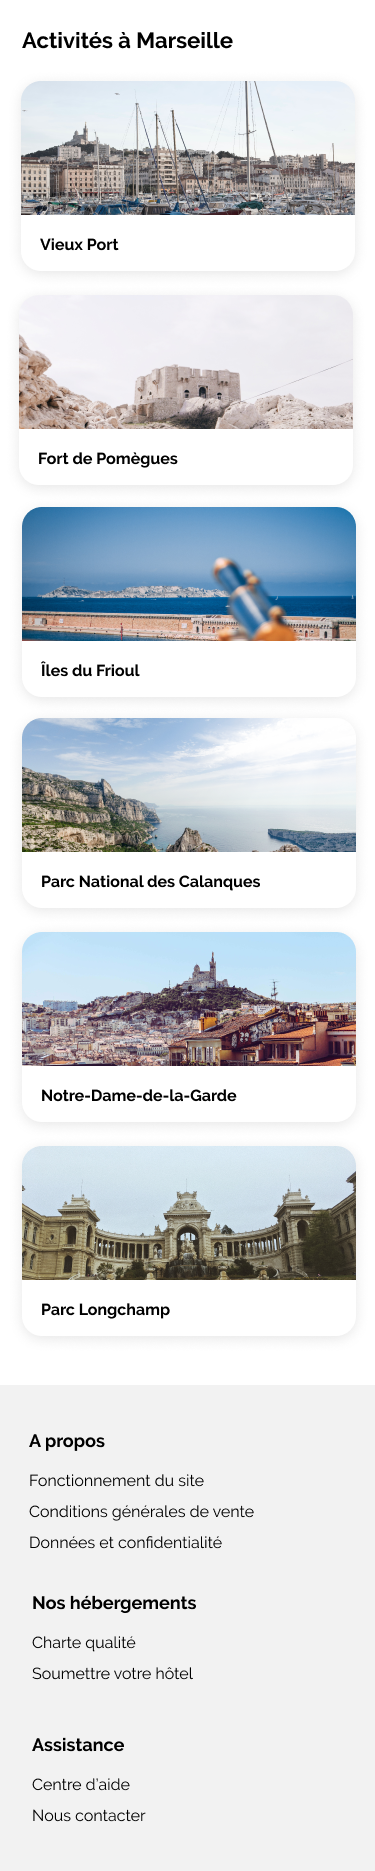 Activités à Marseille
Vieux Port
Fort de Pomègues
Îles du Frioul
Parc National des Calanques
Notre-Dame-de-la-Garde
Parc Longchamp
A propos
Fonctionnement du site
Conditions générales de vente
Données et confidentialité
Nos hébergements
Charte qualité
Soumettre votre hôtel
Assistance
Centre d'aide
Nous contacter